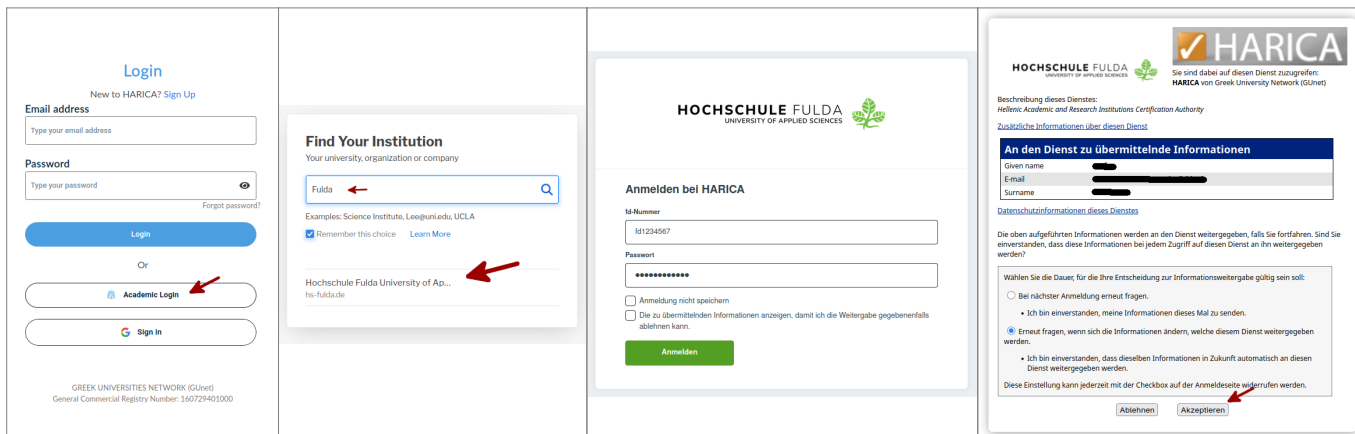 Login
New to HARICA? Sign Up
Email address
Type your email address
Password
Type your password
Forgot password?
Login
Or
Academic Login
Sign in
GREEK UNIVERSITIES NETWORK (GUnet)
General Commercial Registry Number: 160729401000
Find Your Institution
Your university, organization or company
Fulda
Examples: Science Institute, Lee@uni.edu, UCLA
Remember this choice Learn More
Hochschule Fulda University of Ap...
hs-fulda.de
HOCHSCHULE FULDA
UNIVERSITY OF APPLIED SCIENCES
Anmelden bei HARICA
fd-Nummer
fd1234567
Passwort
Anmeldung nicht speichern
Die zu übermittelnden Informationen anzeigen, damit ich die Weitergabe gegebenenfalls
ablehnen kann.
Anmelden
HARICA
HOCHSCHULE FULDA
UNIVERSITY OF APPLIED SCIENCES
Sie sind dabei auf diesen Dienst zuzugreifen:
HARICA von Greek University Network (GUnet)
Beschreibung dieses Dienstes:
Hellenic Academic and Research Institutions Certification Authority
Zusätzliche Informationen über diesen Dienst
An den Dienst zu übermittelnde Informationen
Given name
E-mail
Surname
Datenschutzinformationen dieses Dienstes
Die oben aufgeführten Informationen werden an den Dienst weitergegeben, falls Sie fortfahren. Sind Sie
einverstanden, dass diese Informationen bei jedem Zugriff auf diesen Dienst an ihn weitergegeben
werden?
Wählen Sie die Dauer, für die Ihre Entscheidung zur Informationsweitergabe gültig sein soll:
Bei nächster Anmeldung erneut fragen.
• Ich bin einverstanden, meine Informationen dieses Mal zu senden.
Erneut fragen, wenn sich die Informationen ändern, welche diesem Dienst weitergegeben
werden.
• Ich bin einverstanden, dass dieselben Informationen in Zukunft automatisch an diesen
Dienst weitergegeben werden.
Diese Einstellung kann jederzeit mit der Checkbox auf der Anmeldeseite widerrufen werden.
Ablehnen Akzeptieren